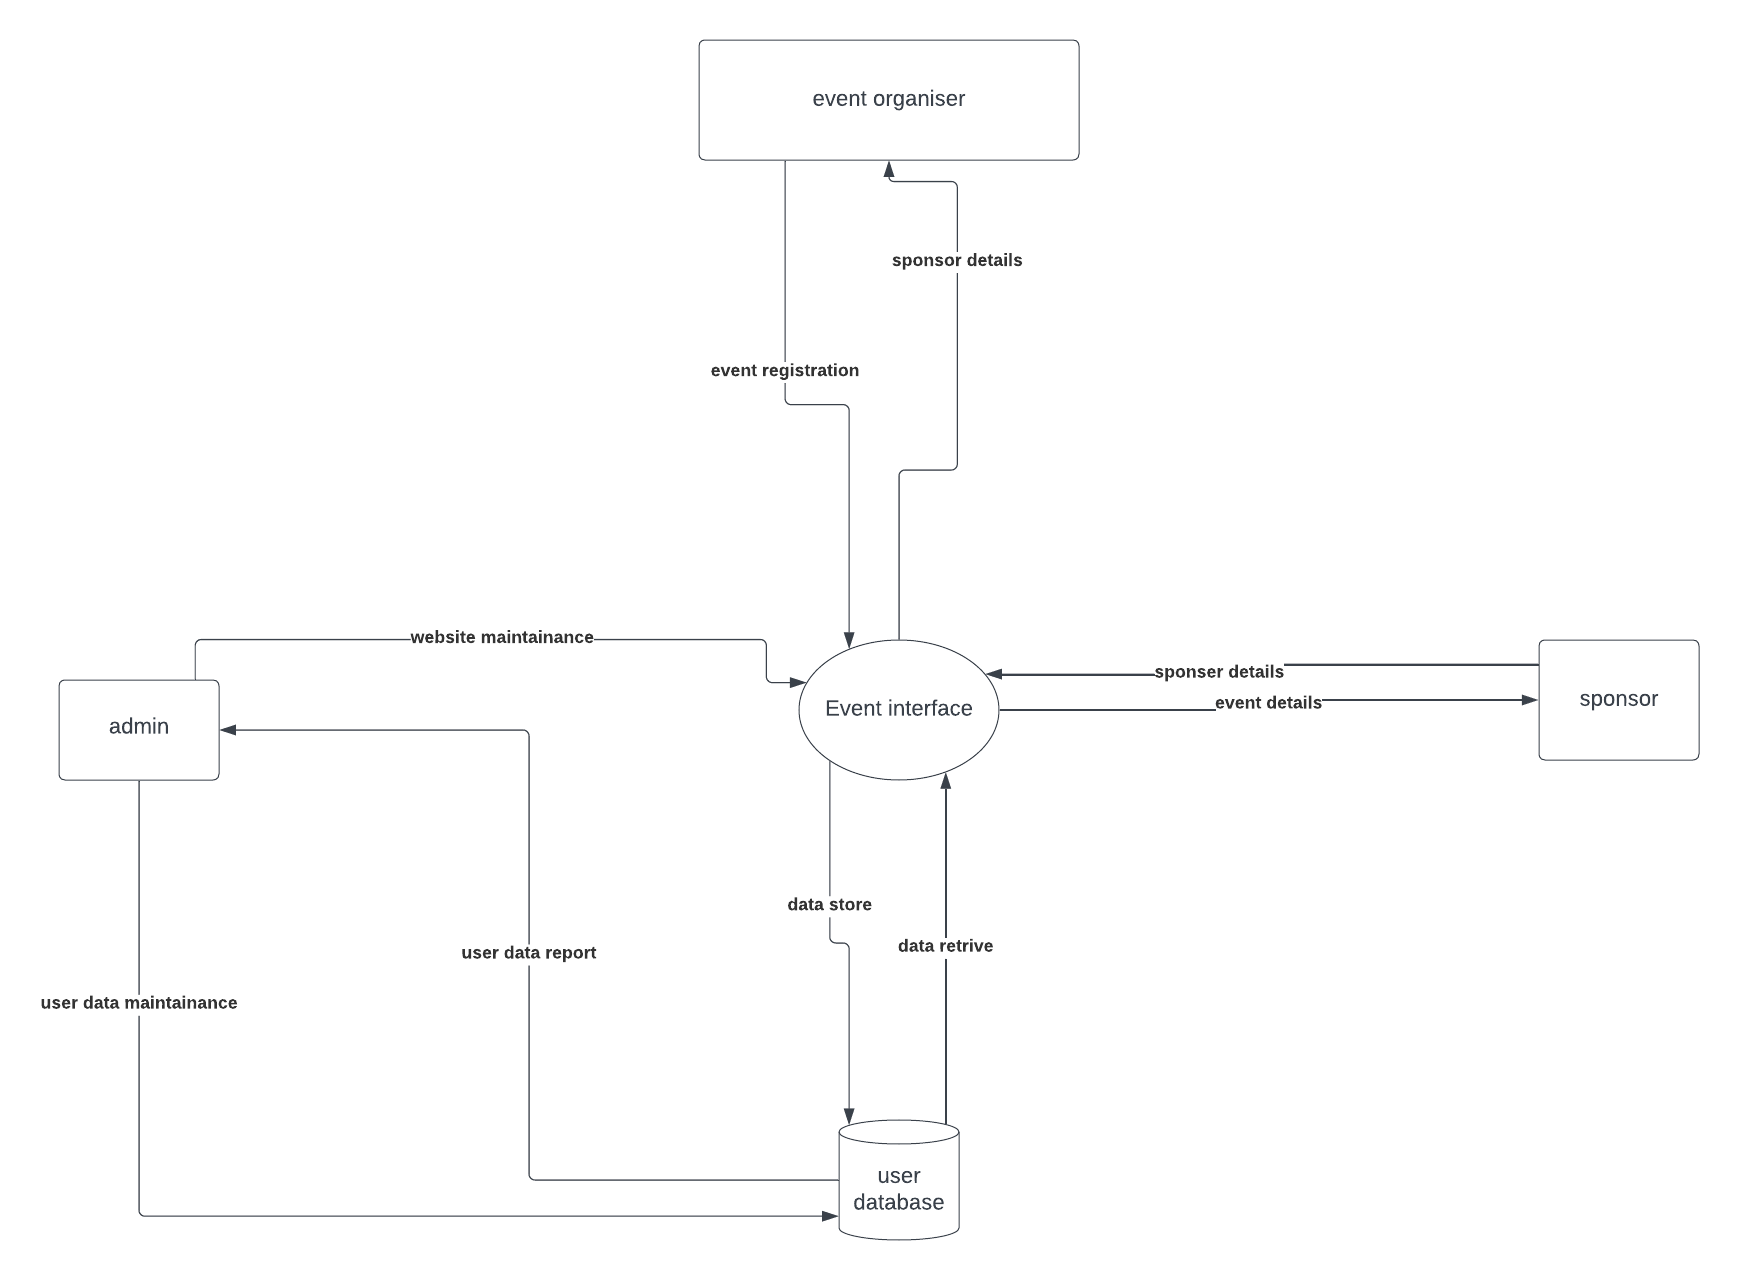 event organiser
sponsor details
event registration
website maintainance
sponser details
event details
Event interface
sponsor
admin
data store
data retrive
user data report
user data maintainance
user
database